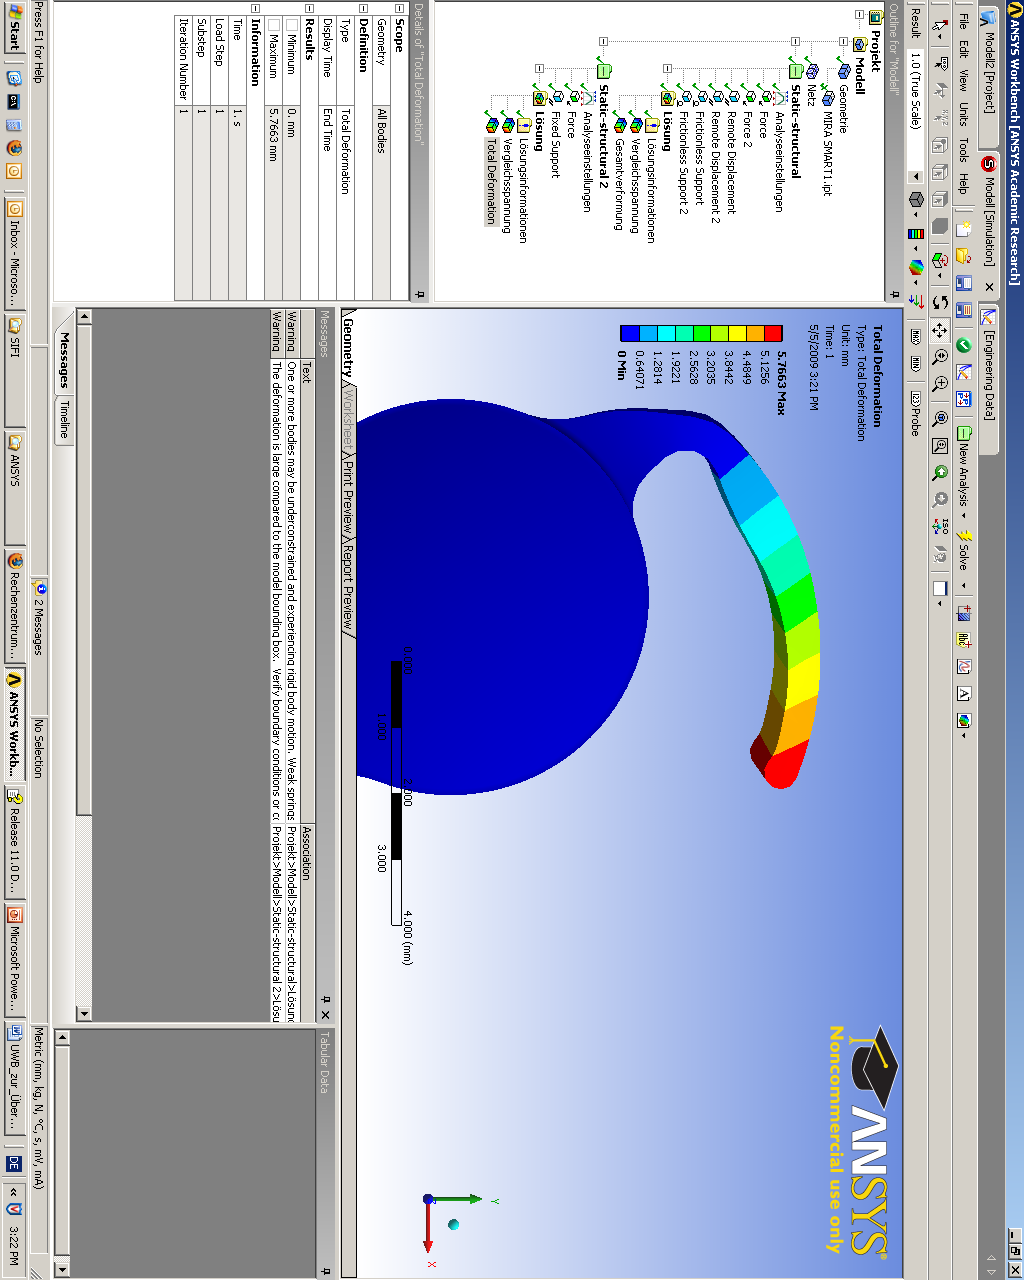 ANSYS Workbench [ANSYS Academic Research]
Modell2 [Project]
Modell [Simulation]
[Engineering Data]
File Edit View Units Tools Help
New Analysis
Solve
Result 1.0 (True Scale)
Probe
Outline for "Modell"
Projekt
Modell
Geometrie
MIRA SMART1.ipt
Netz
Static-structural
Analyseeinstellungen
Force
Force 2
Remote Displacement
Remote Displacement 2
Frictionless Support
Frictionless Support 2
Lösung
Lösungsinformationen
Vergleichsspannung
Gesamtverformung
Static-structural 2
Analyseeinstellungen
Force
Fixed Support
Lösung
Lösungsinformationen
Vergleichsspannung
Total Deformation
Details of "Total Deformation"
Scope
Geometry All Bodies
Definition
Type Total Deformation
Display Time End Time
Results
Minimum 0. mm
Maximum 5.7663 mm
Information
Time 1. s
Load Step 1
Substep 1
Iteration Number 1
Total Deformation
Type: Total Deformation
Unit: mm
Time: 1
5/5/2009 3:21 PM
5.7663 Max
5.1256
4.4849
3.8442
3.2035
2.5628
1.9221
1.2814
0.64071
0 Min
ANSYS
Noncommercial use only
3.000
4.000 (mm)
Y
X
Geometry Worksheet Print Preview Report Preview
Messages
Text Association
Warning One or more bodies may be underconstrained and experiencing rigid body motion. Weak springs Projekt>Modell>Static-structural>Lösung
Warning The deformation is large compared to the model bounding box. Verify boundary conditions or Projekt>Modell>Static-structural 2>Lösu
Messages Timeline
Tabular Data
Press F1 for Help
2 Messages
No Selection
Metric (mm, kg, N, °C, s, mV, mA)
Start
Inbox - Microso...
SIF1
ANSYS
Rechenzentrum...
ANSYS Workb...
Release 11.0 D...
Microsoft Powe...
UWB_zur_Über...
DE
3:22 PM